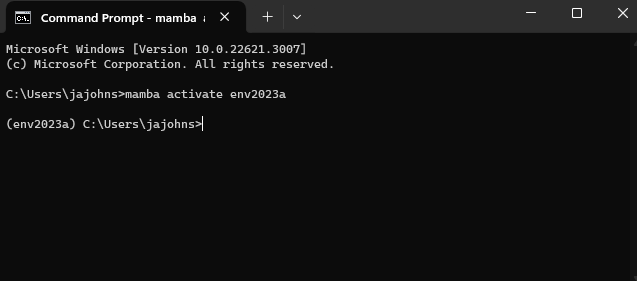 Command Prompt - mamba a
Microsoft Windows [Version 10.0.22621.3007]
(c) Microsoft Corporation. All rights reserved.
C:\Users\jajohns>mamba activate env2023a
(env2023a) C:\Users\jajohns>